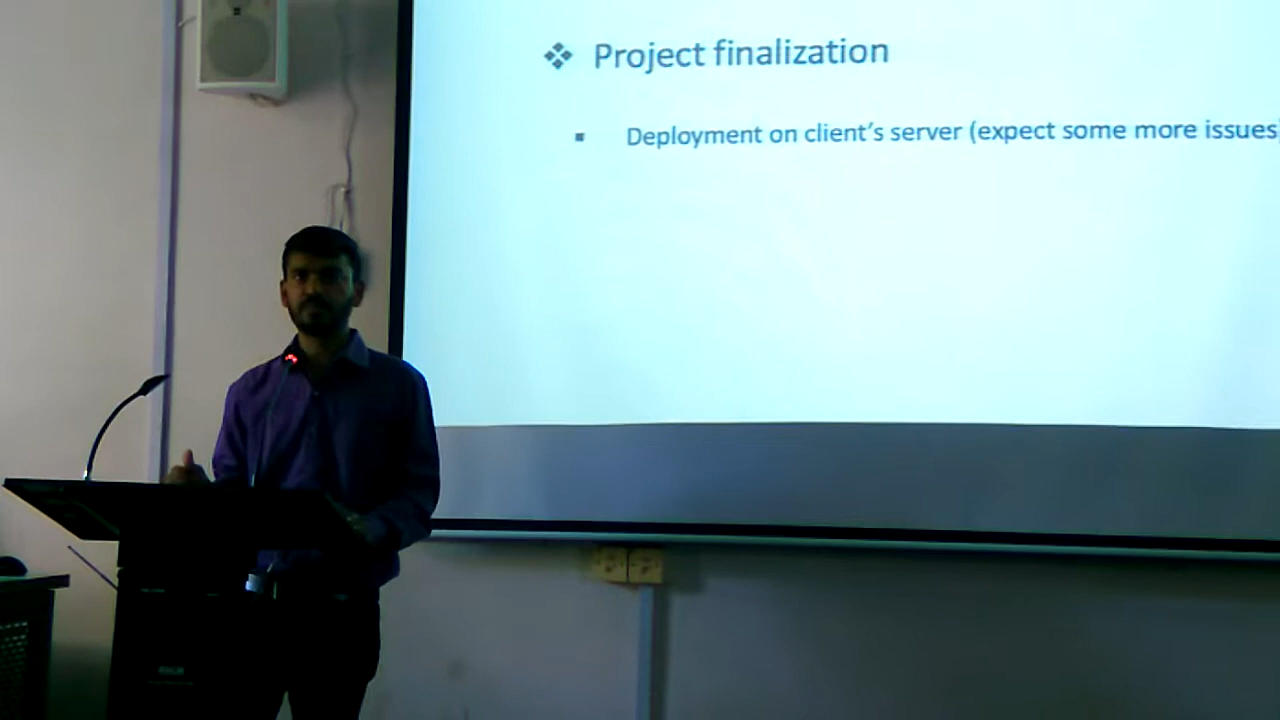 Project finalization
Deployment on client's server (expect some more issues)